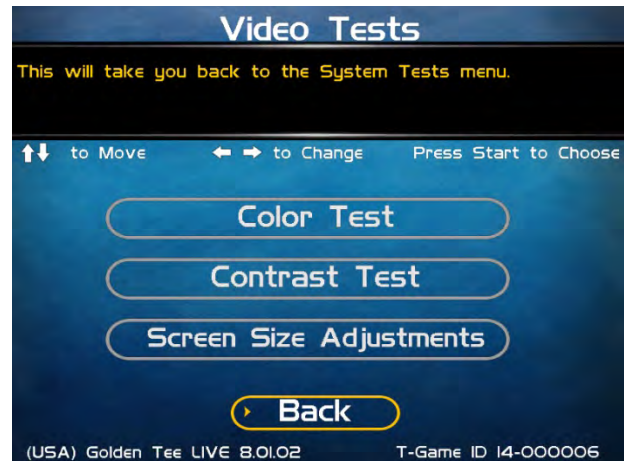 Video Tests
This will take you back to the System Tests menu.
to Move to Change Press Start to Choose
Color Test
Contrast Test
Screen Size Adjustments
Back
(USA) Golden Tee LIVE 8.01.02 T-Game ID 14-000006